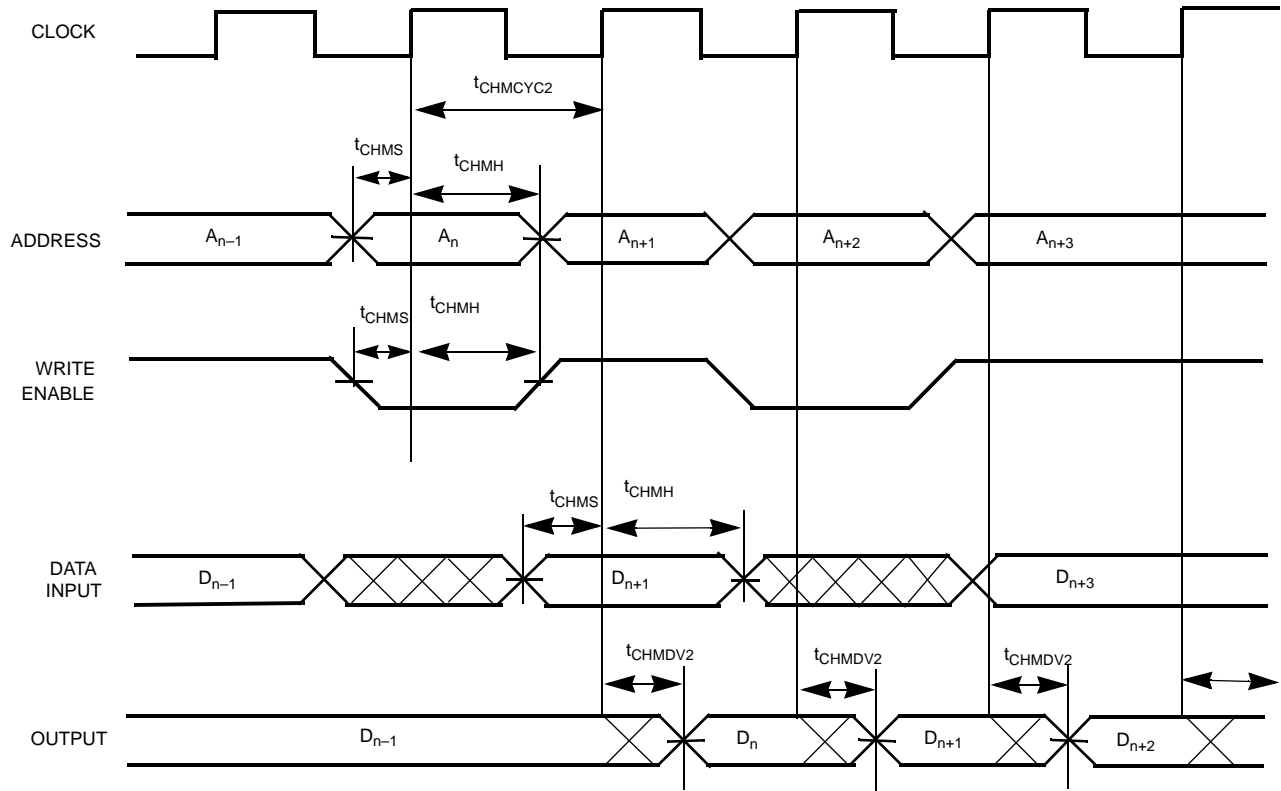 CLOCK
tCHMCYC2
tCHMS
tCHMH
ADDRESS
An–1
An
An+1
An+2
An+3
tCHMS
tCHMH
WRITE
ENABLE
tCHMS
tCHMH
DATA
INPUT
Dn–1
Dn+1
Dn+3
tCHMDV2
tCHMDV2
tCHMDV2
OUTPUT
Dn–1
Dn
Dn+1
Dn+2